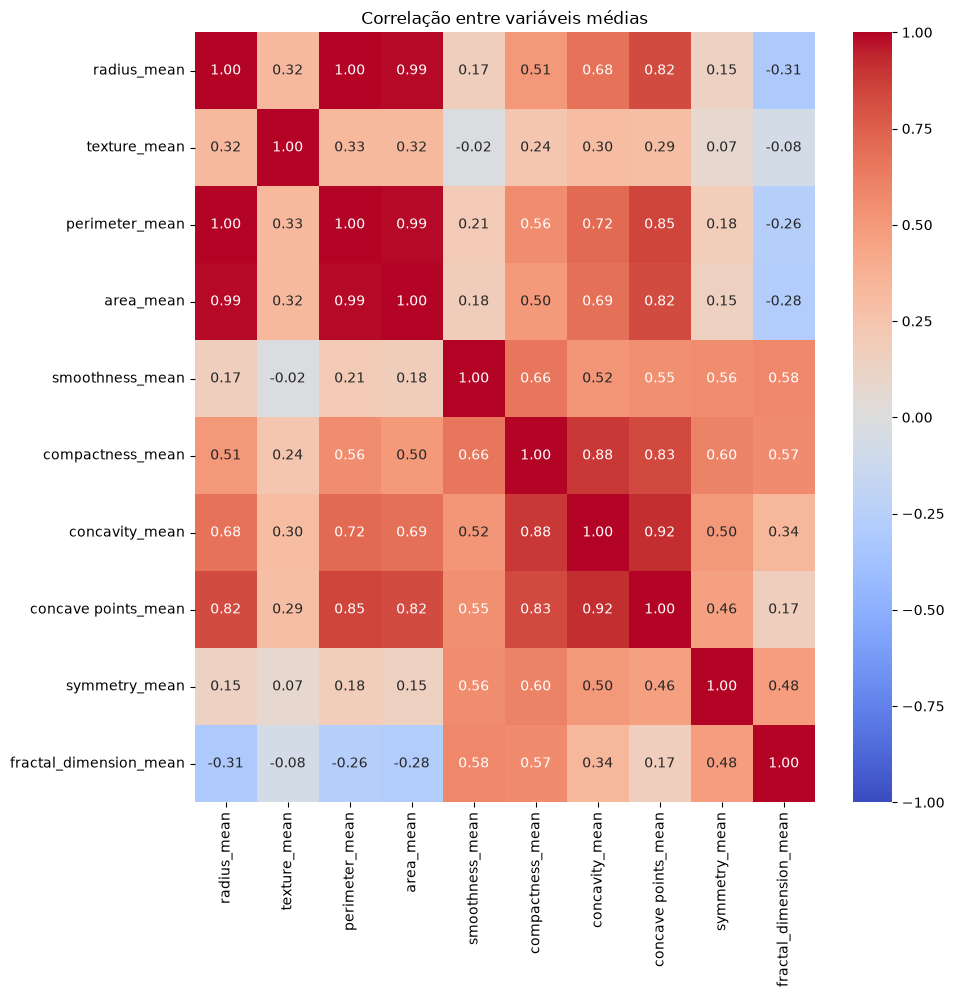 Correlação entre variáveis médias
radius_mean 1.00 0.32 1.00 0.99 0.17 0.51 0.68 0.82 0.15 -0.31
texture_mean 0.32 1.00 0.33 0.32 -0.02 0.24 0.30 0.29 0.07 -0.08
perimeter_mean 1.00 0.33 1.00 0.99 0.21 0.56 0.72 0.85 0.18 -0.26
area_mean 0.99 0.32 0.99 1.00 0.18 0.50 0.69 0.82 0.15 -0.28
smoothness_mean 0.17 -0.02 0.21 0.18 1.00 0.66 0.52 0.55 0.56 0.58
compactness_mean 0.51 0.24 0.56 0.50 0.66 1.00 0.88 0.83 0.60 0.57
concavity_mean 0.68 0.30 0.72 0.69 0.52 0.88 1.00 0.92 0.50 0.34
concave points_mean 0.82 0.29 0.85 0.82 0.55 0.83 0.92 1.00 0.46 0.17
symmetry_mean 0.15 0.07 0.18 0.15 0.56 0.60 0.50 0.46 1.00 0.48
fractal_dimension_mean -0.31 -0.08 -0.26 -0.28 0.58 0.57 0.34 0.17 0.48 1.00
radius_mean
texture_mean
perimeter_mean
area_mean
smoothness_mean
compactness_mean
concavity_mean
concave points_mean
symmetry_mean
fractal_dimension_mean
1.00
0.75
0.50
0.25
0.00
−0.25
−0.50
−0.75
−1.00